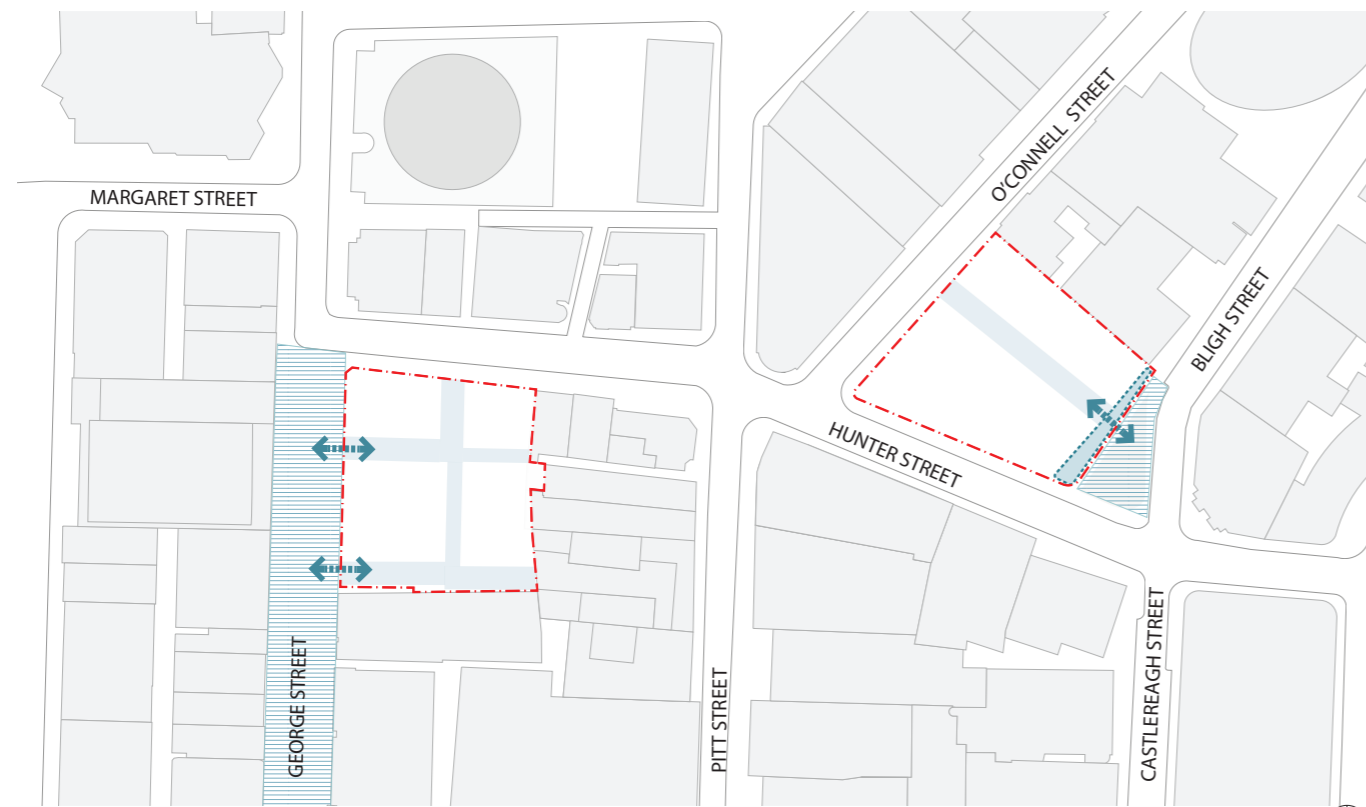 MARGARET STREET
O'CONNELL STREET
BLIGH STREET
HUNTER STREET
GEORGE STREET
PITT STREET
CASTLEREAGH STREET